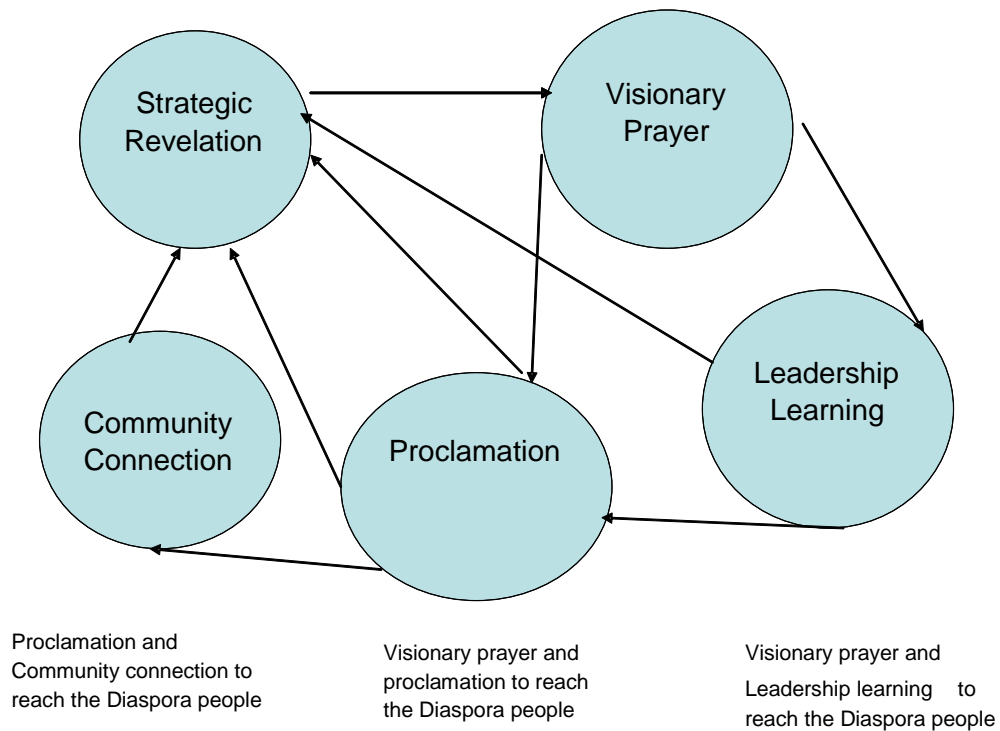 Strategic
Revelation
Visionary
Prayer
Leadership
Learning
Community
Connection
Proclamation
Proclamation and
Community connection to
reach the Diaspora people
Visionary prayer and
proclamation to reach
the Diaspora people
Visionary prayer and
Leadership learning to
reach the Diaspora people